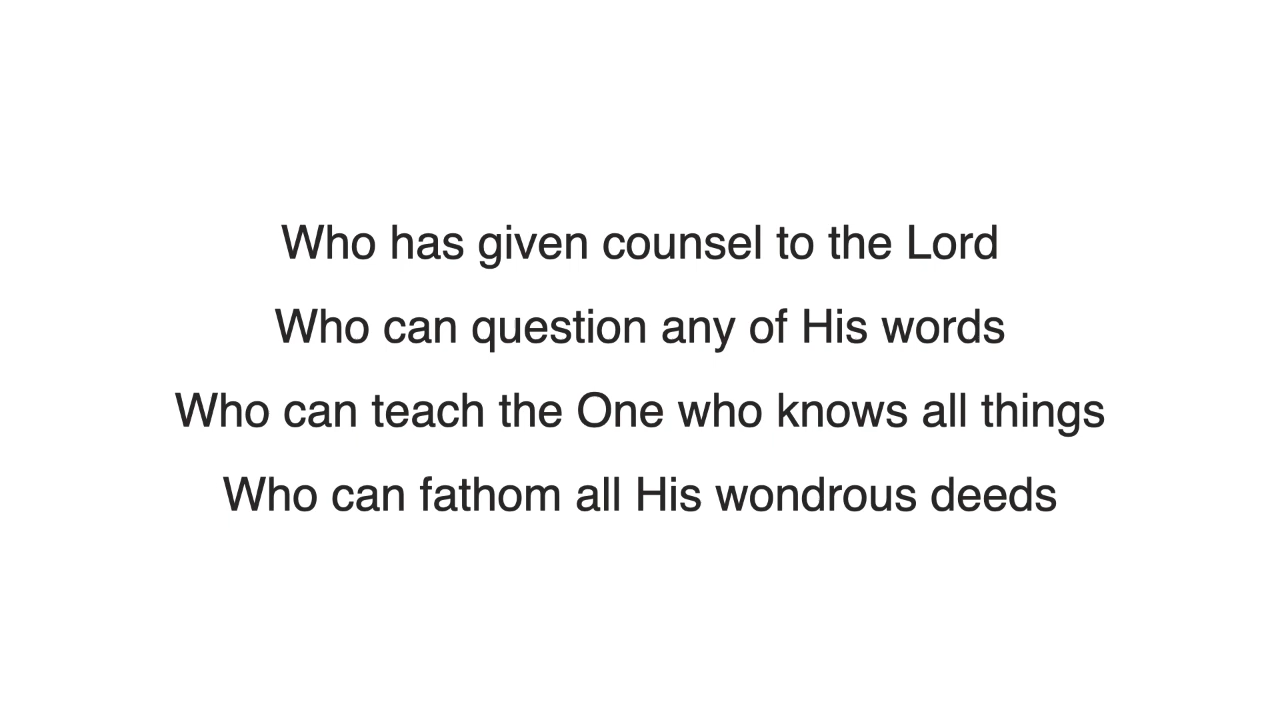 Who has given counsel to the Lord
Who can question any of His words
Who can teach the One who knows all things
Who can fathom all His wondrous deeds